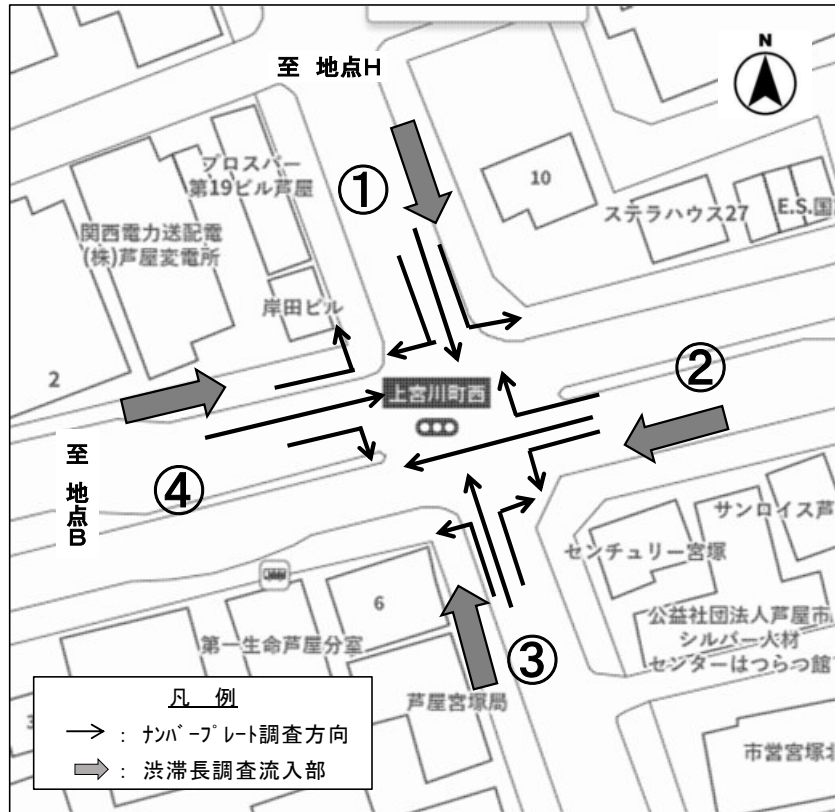 至 地点H
N
①
プロスパー
第19ビル芦屋
10
ステラハウス27
E.S.国
関西電力送配電
(株)芦屋変電所
岸田ビル
2
上宮川町西
②
至 地点B
④
サンロイス芦
センチュリー宮塚
6
公益社団法人芦屋市
シルバー人材
センターはつらつ館
第一生命芦屋分室
③
芦屋宮塚局
市営宮塚北
凡 例
→ : ナンバープレート調査方向
⇒ : 渋滞長調査流入部